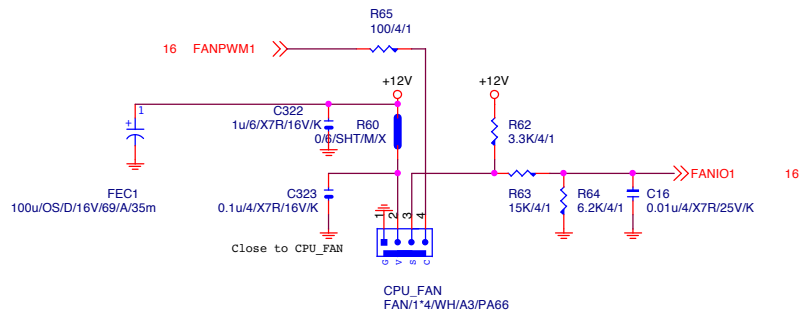 R65
100/4/1
16 FANPWM1
+12V
+12V
1
C322
1u/6/X7R/16V/K
R60
0/6/SHT/M/X
R62
3.3K/4/1
+
FANIO1 16
FEC1
100u/OS/D/16V/69/A/35m
C323
0.1u/4/X7R/16V/K
R63
15K/4/1
R64
6.2K/4/1
C16
0.01u/4/X7R/25V/K
1
2
3
4
Close to CPU_FAN
G
V
S
C
CPU_FAN
FAN/1*4/WH/A3/PA66